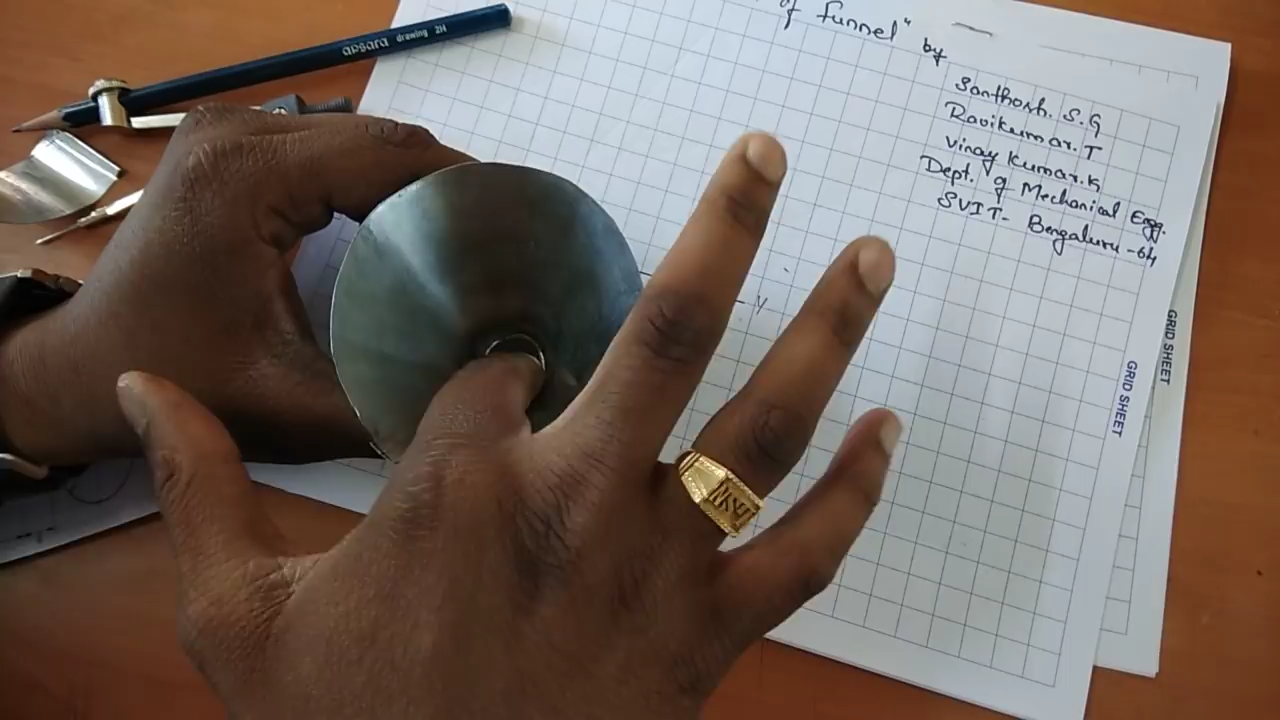 of funnel" by
Santhosh. S.G
Ravikumar. T
Vinay Kumar. K
Dept. of Mechanical Engg.
SVIT- Bengaluru -64
apsara drawing 2H
GRID SHEET
GRID SHEET